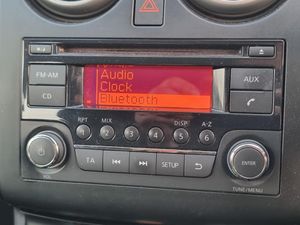 Audio
Clock
Bluetooth
FM·AM
AUX
CD
RPT MIX DISP A-Z
1 2 3 4 5 6
VOL
TA SETUP
ENTER
TUNE/MENU